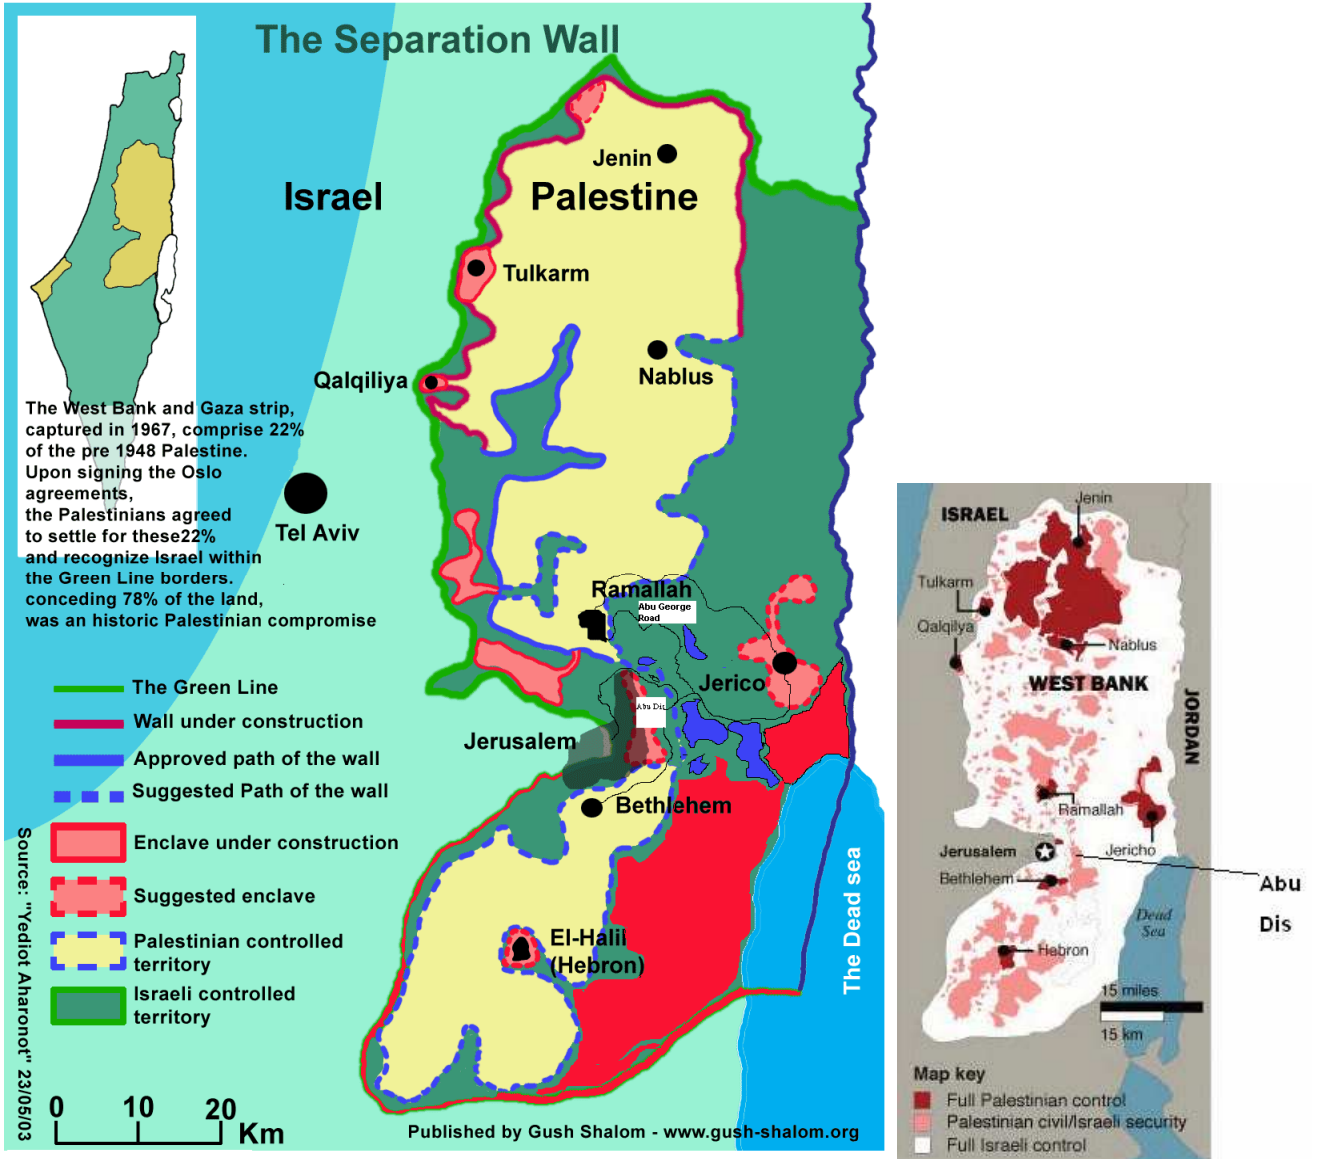 The Separation Wall
Jenin
Israel
Palestine
Tulkarm
Qalqiliya
Nablus
The West Bank and Gaza strip,
captured in 1967, comprise 22%
of the pre 1948 Palestine.
Upon signing the Oslo
agreements,
the Palestinians agreed
to settle for these22%
and recognize Israel within
the Green Line borders.
conceding 78% of the land,
was an historic Palestinian compromise
Tel Aviv
Ramallah
Abu George
Road
Jerico
Abu Dis
Jerusalem
Bethlehem
El-Halil
(Hebron)
The Dead sea
The Green Line
Wall under construction
Approved path of the wall
Suggested Path of the wall
Enclave under construction
Suggested enclave
Palestinian controlled
territory
Israeli controlled
territory
Source: "Yediot Aharonot" 23/05/03
0 10 20
Km
Published by Gush Shalom - www.gush-shalom.org
Jenin
ISRAEL
Tulkarm
Qalqilya
Nablus
WEST BANK
JORDAN
Ramallah
Jericho
Jerusalem
Bethlehem
Abu
Dis
Dead
Sea
Hebron
15 miles
15 km
Map key
Full Palestinian control
Palestinian civil/Israeli security
Full Israeli control